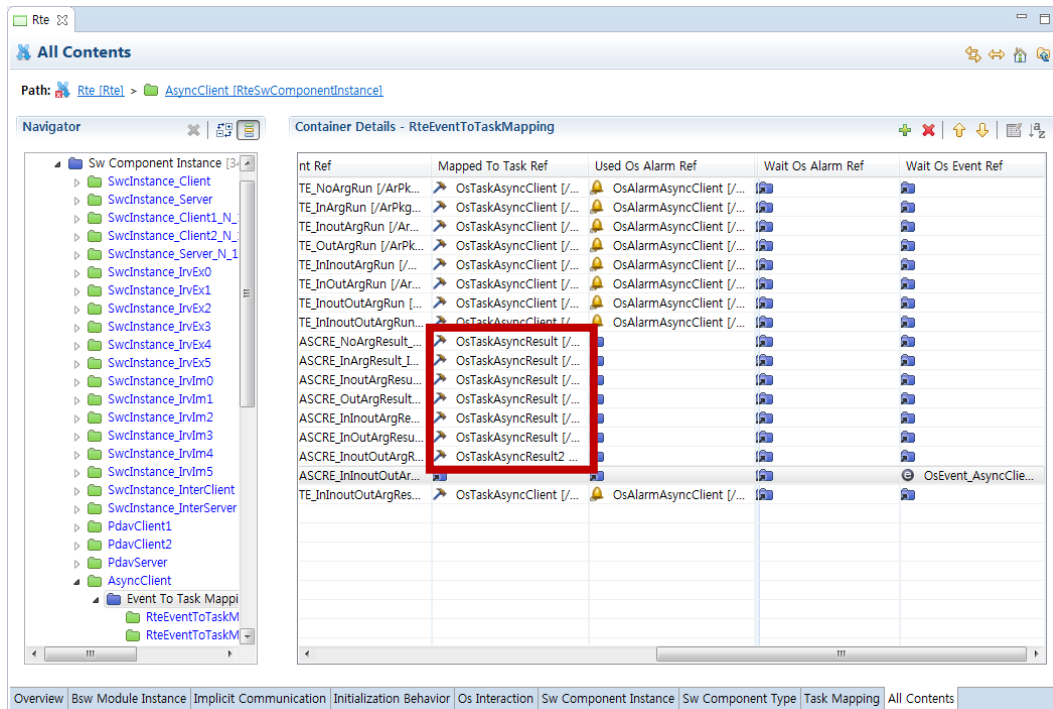 Rte
All Contents
Path: Rte [Rte] > AsyncClient [RteSwComponentInstance]
Navigator
Sw Component Instance [3
SwcInstance_Client
SwcInstance_Server
SwcInstance_Client1_N_
SwcInstance_Client2_N_
SwcInstance_Server_N_1
SwcInstance_IrvEx0
SwcInstance_IrvEx1
SwcInstance_IrvEx2
SwcInstance_IrvEx3
SwcInstance_IrvEx4
SwcInstance_IrvEx5
SwcInstance_IrvIm0
SwcInstance_IrvIm1
SwcInstance_IrvIm2
SwcInstance_IrvIm3
SwcInstance_IrvIm4
SwcInstance_IrvIm5
SwcInstance_InterClient
SwcInstance_InterServer
PdavClient1
PdavClient2
PdavServer
AsyncClient
Event To Task Mappi
RteEventToTaskM
RteEventToTaskM
Container Details - RteEventToTaskMapping
nt Ref Mapped To Task Ref Used Os Alarm Ref Wait Os Alarm Ref Wait Os Event Ref
TE_NoArgRun [/ArPk... OsTaskAsyncClient [/... OsAlarmAsyncClient [/...
TE_InArgRun [/ArPkg... OsTaskAsyncClient [/... OsAlarmAsyncClient [/...
TE_InoutArgRun [/Ar... OsTaskAsyncClient [/... OsAlarmAsyncClient [/...
TE_OutArgRun [/ArPk... OsTaskAsyncClient [/... OsAlarmAsyncClient [/...
TE_InInoutArgRun [/... OsTaskAsyncClient [/... OsAlarmAsyncClient [/...
TE_InOutArgRun [/Ar... OsTaskAsyncClient [/... OsAlarmAsyncClient [/...
TE_InoutOutArgRun [... OsTaskAsyncClient [/... OsAlarmAsyncClient [/...
TE_InInoutOutArgRun... OsTaskAsyncClient [/... OsAlarmAsyncClient [/...
ASCRE_NoArgResult_... OsTaskAsyncResult [/...
ASCRE_InArgResult_I... OsTaskAsyncResult [/...
ASCRE_InoutArgResu... OsTaskAsyncResult [/...
ASCRE_OutArgResult... OsTaskAsyncResult [/...
ASCRE_InInoutArgRe... OsTaskAsyncResult [/...
ASCRE_InOutArgResu... OsTaskAsyncResult [/...
ASCRE_InoutOutArgR... OsTaskAsyncResult2 ...
ASCRE_InInoutOutAr... OsEvent_AsyncClie...
TE_InInoutOutArgRes... OsTaskAsyncClient [/... OsAlarmAsyncClient [/...
Overview Bsw Module Instance Implicit Communication Initialization Behavior Os Interaction Sw Component Instance Sw Component Type Task Mapping All Contents